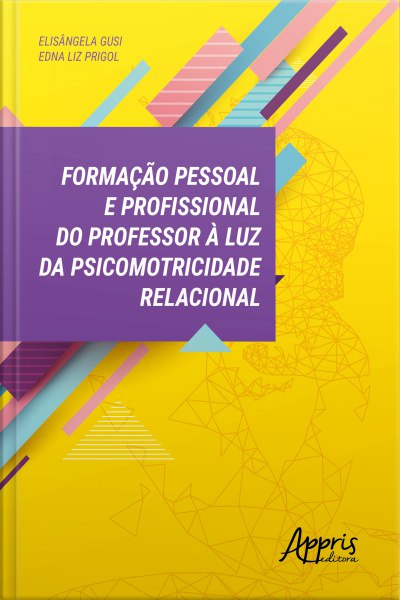 ELISÂNGELA GUSI
EDNA LIZ PRIGOL
FORMAÇÃO PESSOAL
E PROFISSIONAL
DO PROFESSOR À LUZ
DA PSICOMOTRICIDADE
RELACIONAL
Appris
editora